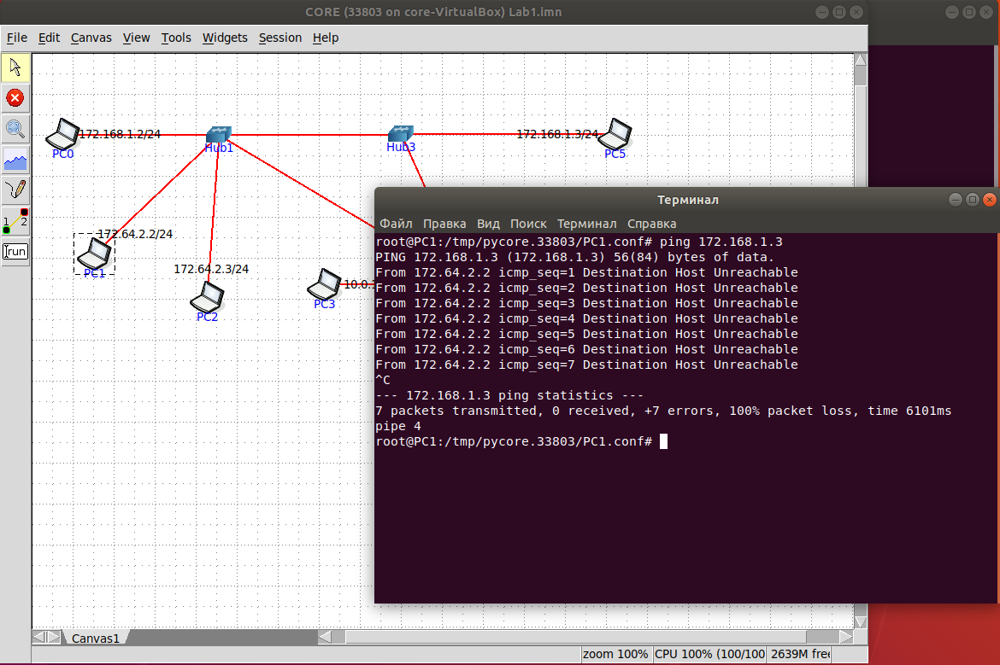 CORE (33803 on core-VirtualBox) Lab1.imn
File Edit Canvas View Tools Widgets Session Help
172.168.1.2/24
172.168.1.3/24
PC0
Hub1
Hub3
PC5
172.64.2.2/24
PC1
172.64.2.3/24
PC2
10.0.
PC3
1 2
run
Терминал
Файл Правка Вид Поиск Терминал Справка
root@PC1:/tmp/pycore.33803/PC1.conf# ping 172.168.1.3
PING 172.168.1.3 (172.168.1.3) 56(84) bytes of data.
From 172.64.2.2 icmp_seq=1 Destination Host Unreachable
From 172.64.2.2 icmp_seq=2 Destination Host Unreachable
From 172.64.2.2 icmp_seq=3 Destination Host Unreachable
From 172.64.2.2 icmp_seq=4 Destination Host Unreachable
From 172.64.2.2 icmp_seq=5 Destination Host Unreachable
From 172.64.2.2 icmp_seq=6 Destination Host Unreachable
From 172.64.2.2 icmp_seq=7 Destination Host Unreachable
^C
--- 172.168.1.3 ping statistics ---
7 packets transmitted, 0 received, +7 errors, 100% packet loss, time 6101ms
pipe 4
root@PC1:/tmp/pycore.33803/PC1.conf#
Canvas1
zoom 100% CPU 100% (100/100 2639M free